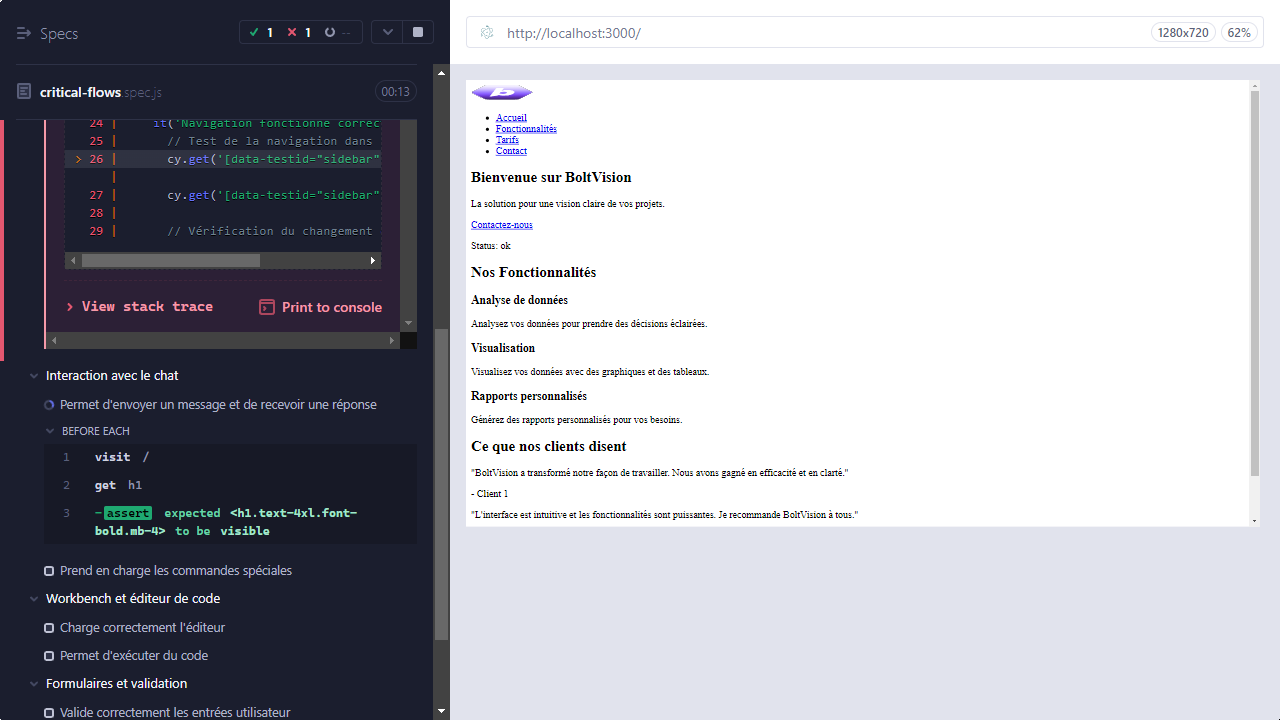 Specs
1
1
--
critical-flows.spec.js
00:13
24 | it('Navigation fonctionne correc
25 | // Test de la navigation dans
> 26 | cy.get('[data-testid="sidebar"
|
27 | cy.get('[data-testid="sidebar"
28 |
29 | // Vérification du changement
> View stack trace
Print to console
Interaction avec le chat
Permet d'envoyer un message et de recevoir une réponse
BEFORE EACH
1 visit /
2 get h1
3 -assert expected <h1.text-4xl.font-
bold.mb-4> to be visible
Prend en charge les commandes spéciales
Workbench et éditeur de code
Charge correctement l'éditeur
Permet d'exécuter du code
Formulaires et validation
Valide correctement les entrées utilisateur
http://localhost:3000/
1280x720
62%
b
Accueil
Fonctionnalités
Tarifs
Contact
Bienvenue sur BoltVision
La solution pour une vision claire de vos projets.
Contactez-nous
Status: ok
Nos Fonctionnalités
Analyse de données
Analysez vos données pour prendre des décisions éclairées.
Visualisation
Visualisez vos données avec des graphiques et des tableaux.
Rapports personnalisés
Générez des rapports personnalisés pour vos besoins.
Ce que nos clients disent
"BoltVision a transformé notre façon de travailler. Nous avons gagné en efficacité et en clarté."
- Client 1
"L'interface est intuitive et les fonctionnalités sont puissantes. Je recommande BoltVision à tous."